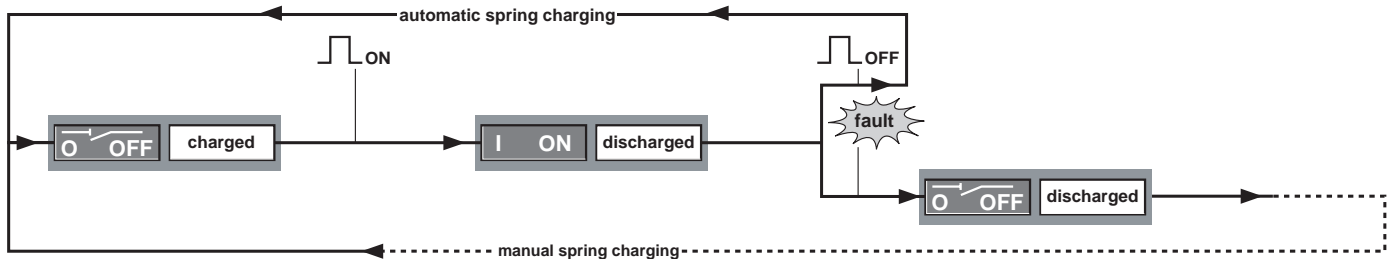 automatic spring charging
ON
OFF
fault
O OFF
charged
I ON
discharged
O OFF
discharged
manual spring charging